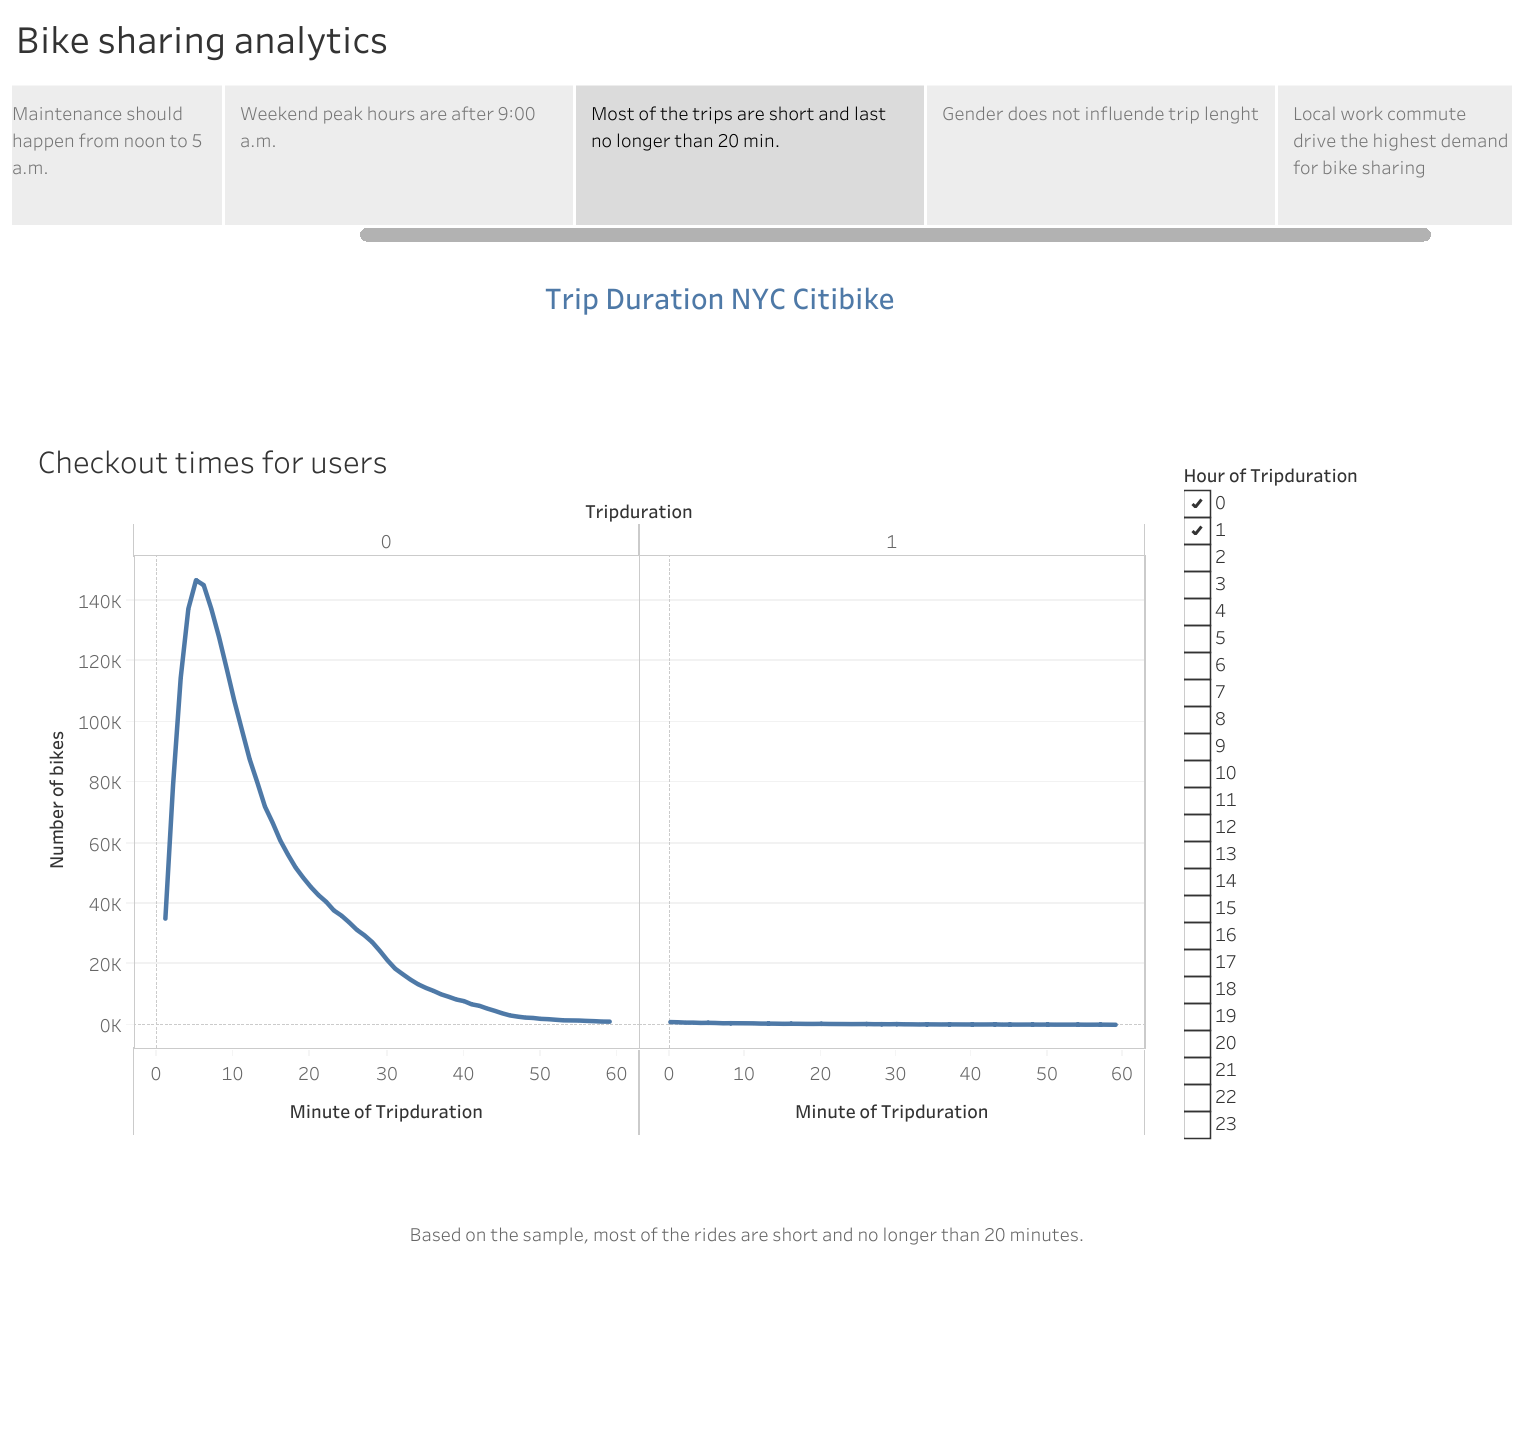 Bike sharing analytics
Maintenance should
happen from noon to 5
a.m.
Weekend peak hours are after 9:00
a.m.
Most of the trips are short and last
no longer than 20 min.
Gender does not influende trip lenght
Local work commute
drive the highest demand
for bike sharing
Trip Duration NYC Citibike
Checkout times for users
Tripduration
0 1
140K
120K
100K
80K
60K
40K
20K
0K
Number of bikes
0 10 20 30 40 50 60 0 10 20 30 40 50 60
Minute of Tripduration Minute of Tripduration
Hour of Tripduration
0
1
2
3
4
5
6
7
8
9
10
11
12
13
14
15
16
17
18
19
20
21
22
23
Based on the sample, most of the rides are short and no longer than 20 minutes.